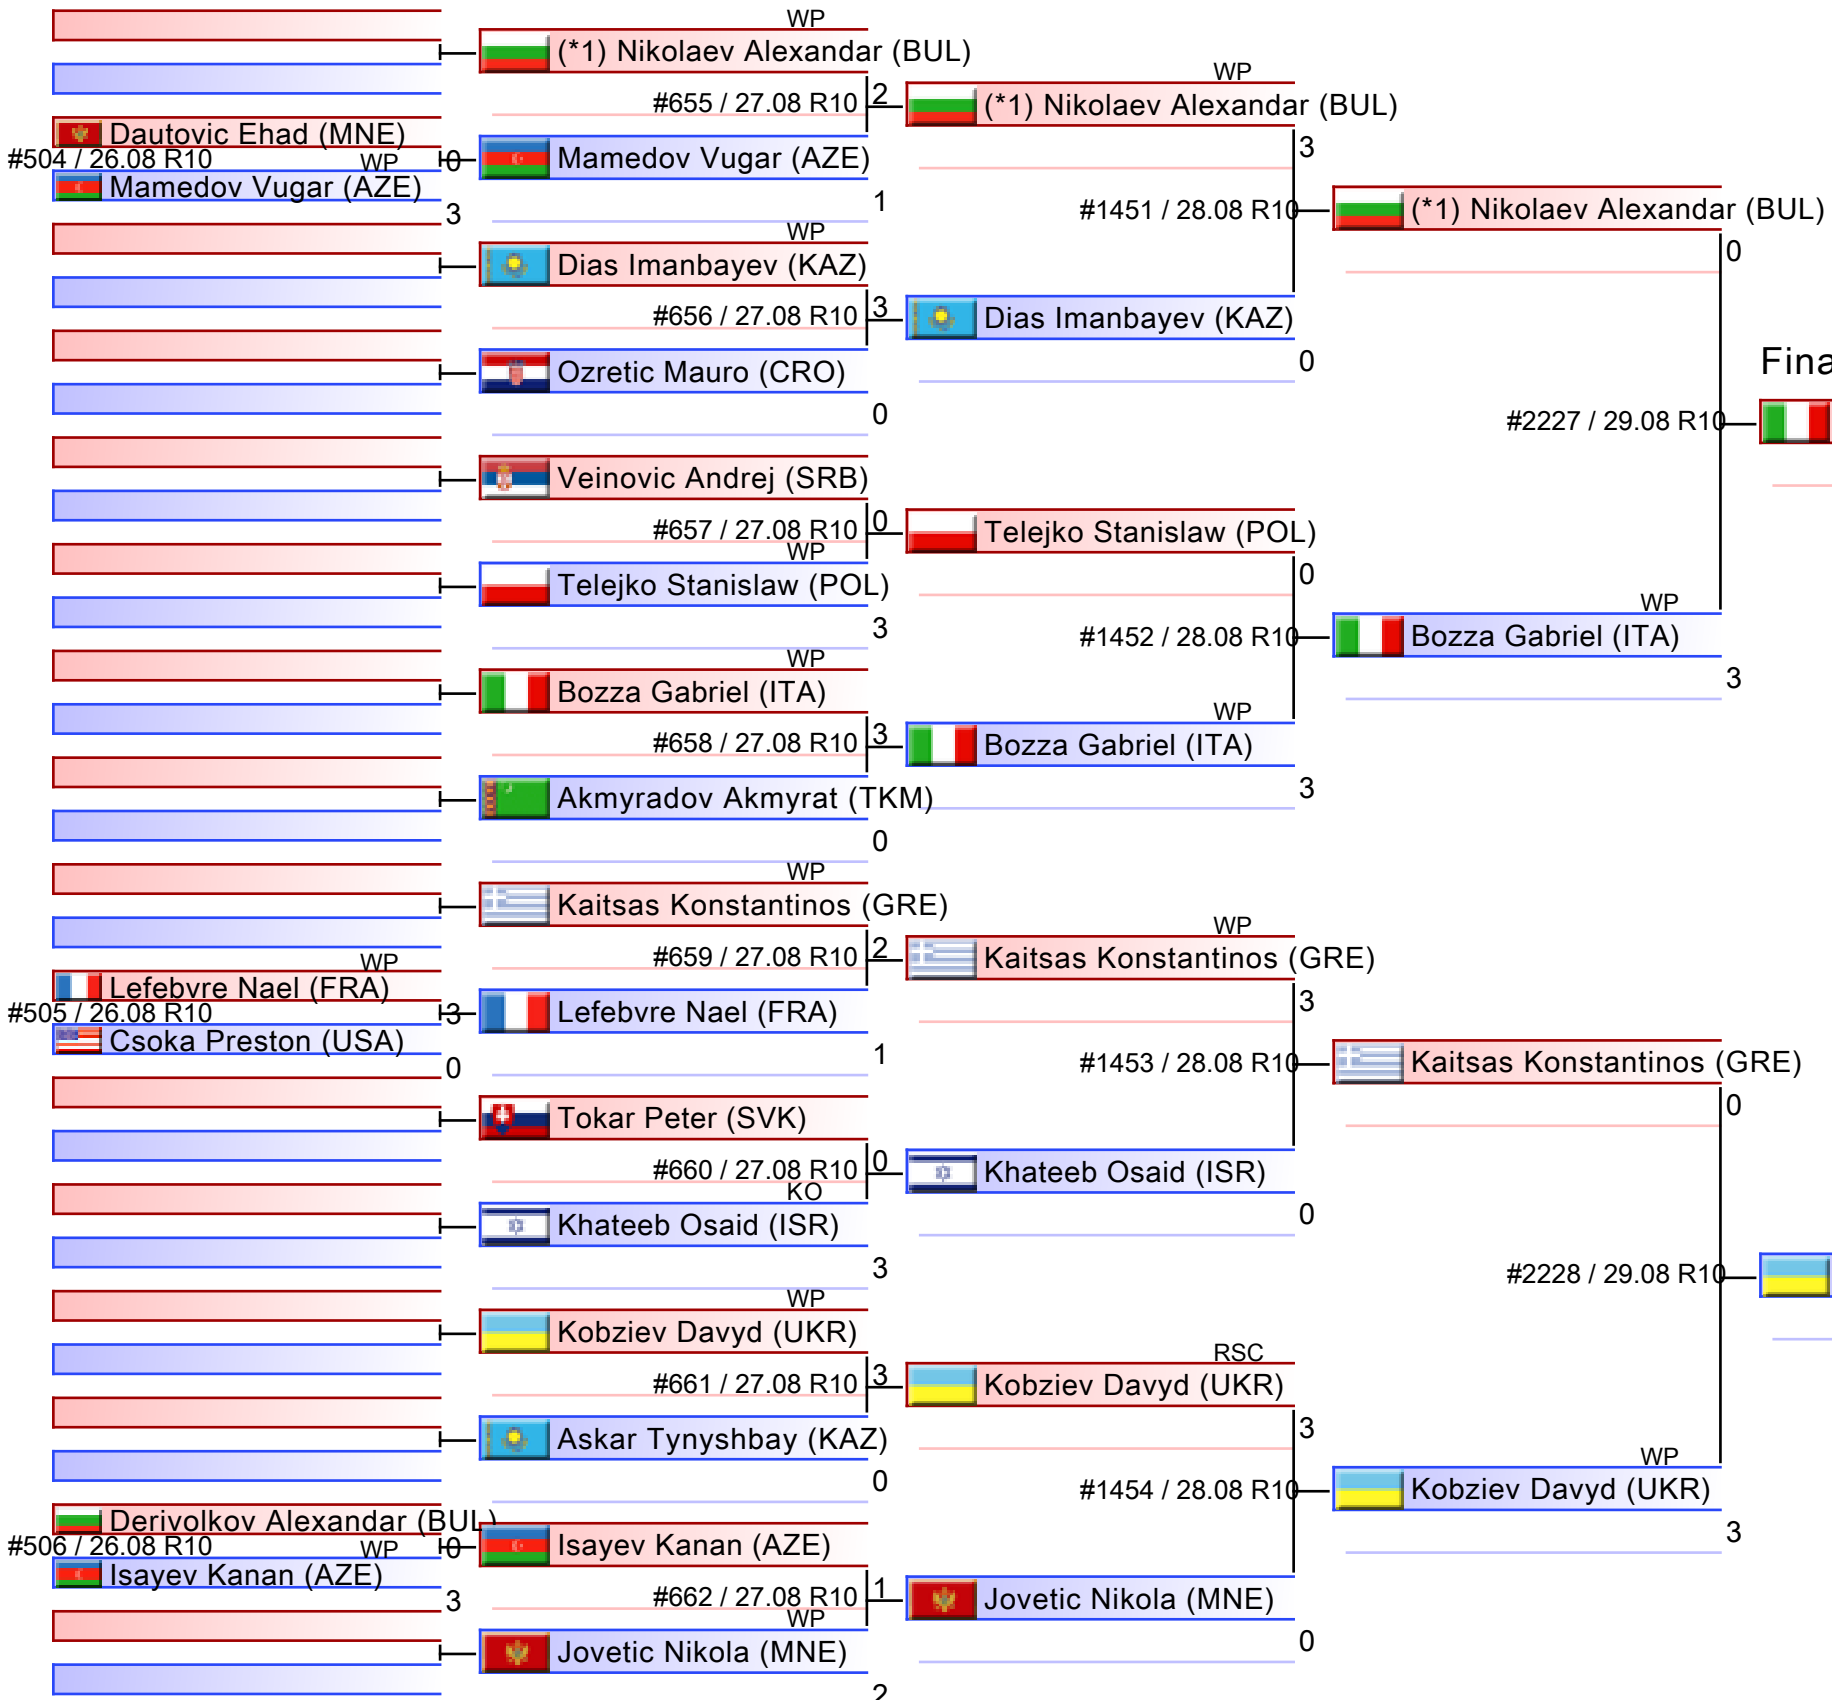 WP
(*1) Nikolaev Alexandar (BUL)
#655 / 27.08 R10
2
Dautovic Ehad (MNE)
#504 / 26.08 R10
WP
0
Mamedov Vugar (AZE)
3
Mamedov Vugar (AZE)
1
WP
Dias Imanbayev (KAZ)
#656 / 27.08 R10
3
Ozretic Mauro (CRO)
0
Veinovic Andrej (SRB)
#657 / 27.08 R10
0
WP
Telejko Stanislaw (POL)
3
WP
Bozza Gabriel (ITA)
#658 / 27.08 R10
3
Akmyradov Akmyrat (TKM)
0
WP
Kaitsas Konstantinos (GRE)
#659 / 27.08 R10
2
WP
Lefebvre Nael (FRA)
#505 / 26.08 R10
3
Csoka Preston (USA)
0
Lefebvre Nael (FRA)
1
Tokar Peter (SVK)
#660 / 27.08 R10
0
KO
Khateeb Osaid (ISR)
3
WP
Kobziev Davyd (UKR)
#661 / 27.08 R10
3
Askar Tynyshbay (KAZ)
0
Derivolkov Alexandar (BUL)
#506 / 26.08 R10
WP
0
Isayev Kanan (AZE)
3
Isayev Kanan (AZE)
#662 / 27.08 R10
1
WP
Jovetic Nikola (MNE)
2
WP
(*1) Nikolaev Alexandar (BUL)
3
#1451 / 28.08 R10
Dias Imanbayev (KAZ)
0
Telejko Stanislaw (POL)
0
#1452 / 28.08 R10
WP
Bozza Gabriel (ITA)
3
WP
Kaitsas Konstantinos (GRE)
3
#1453 / 28.08 R10
Khateeb Osaid (ISR)
0
RSC
Kobziev Davyd (UKR)
3
#1454 / 28.08 R10
Jovetic Nikola (MNE)
0
(*1) Nikolaev Alexandar (BUL)
0
#2227 / 29.08 R10
WP
Bozza Gabriel (ITA)
3
Kaitsas Konstantinos (GRE)
0
#2228 / 29.08 R10
WP
Kobziev Davyd (UKR)
3
Fina